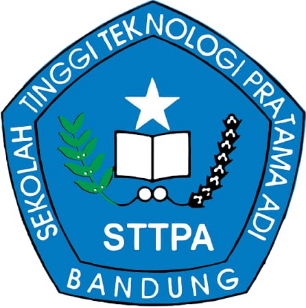 SEKOLAH TINGGI TEKNOLOGI PRATAMA ADI
STTPA
BANDUNG